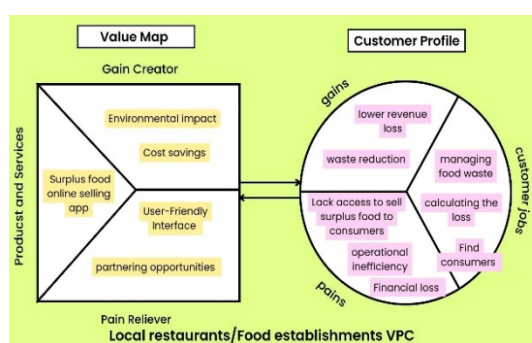 Value Map
Customer Profile
Gain Creator
Producst and Services
Environmental impact
Cost savings
Surplus food
online selling
app
User-Friendly
Interface
partnering opportunities
Pain Reliever
gains
lower revenue
loss
waste reduction
customer jobs
managing
food waste
calculating the
loss
Find
consumers
Lack access to sell
surplus food to
consumers
operational
inefficiency
Financial loss
pains
Local restaurants/Food establishments VPC